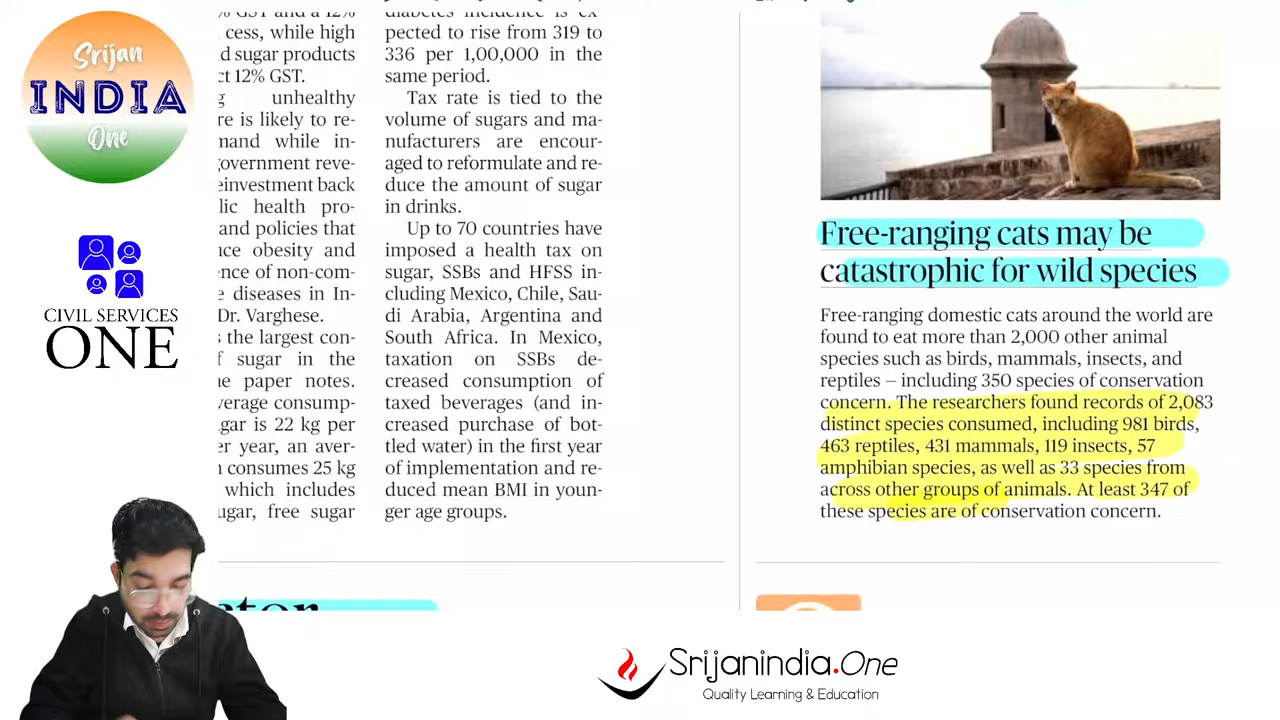 Srijan
INDIA
One
CIVIL SERVICES
ONE
% GST and a 12%
cess, while high
d sugar products
ct 12% GST.
g unhealthy
re is likely to re-
mand while in-
government reve-
einvestment back
lic health pro-
and policies that
uce obesity and
ence of non-com-
e diseases in In-
Dr. Varghese.
s the largest con-
f sugar in the
he paper notes.
verage consump-
gar is 22 kg per
er year, an aver-
n consumes 25 kg
which includes
ugar, free sugar
diabetes incidence is ex-
pected to rise from 319 to
336 per 1,00,000 in the
same period.
Tax rate is tied to the
volume of sugars and ma-
nufacturers are encour-
aged to reformulate and re-
duce the amount of sugar
in drinks.
Up to 70 countries have
imposed a health tax on
sugar, SSBs and HFSS in-
cluding Mexico, Chile, Sau-
di Arabia, Argentina and
South Africa. In Mexico,
taxation on SSBs de-
creased consumption of
taxed beverages (and in-
creased purchase of bot-
tled water) in the first year
of implementation and re-
duced mean BMI in youn-
ger age groups.
Free-ranging cats may be
catastrophic for wild species
Free-ranging domestic cats around the world are
found to eat more than 2,000 other animal
species such as birds, mammals, insects, and
reptiles – including 350 species of conservation
concern. The researchers found records of 2,083
distinct species consumed, including 981 birds,
463 reptiles, 431 mammals, 119 insects, 57
amphibian species, as well as 33 species from
across other groups of animals. At least 347 of
these species are of conservation concern.
Srijanindia.One
Quality Learning & Education